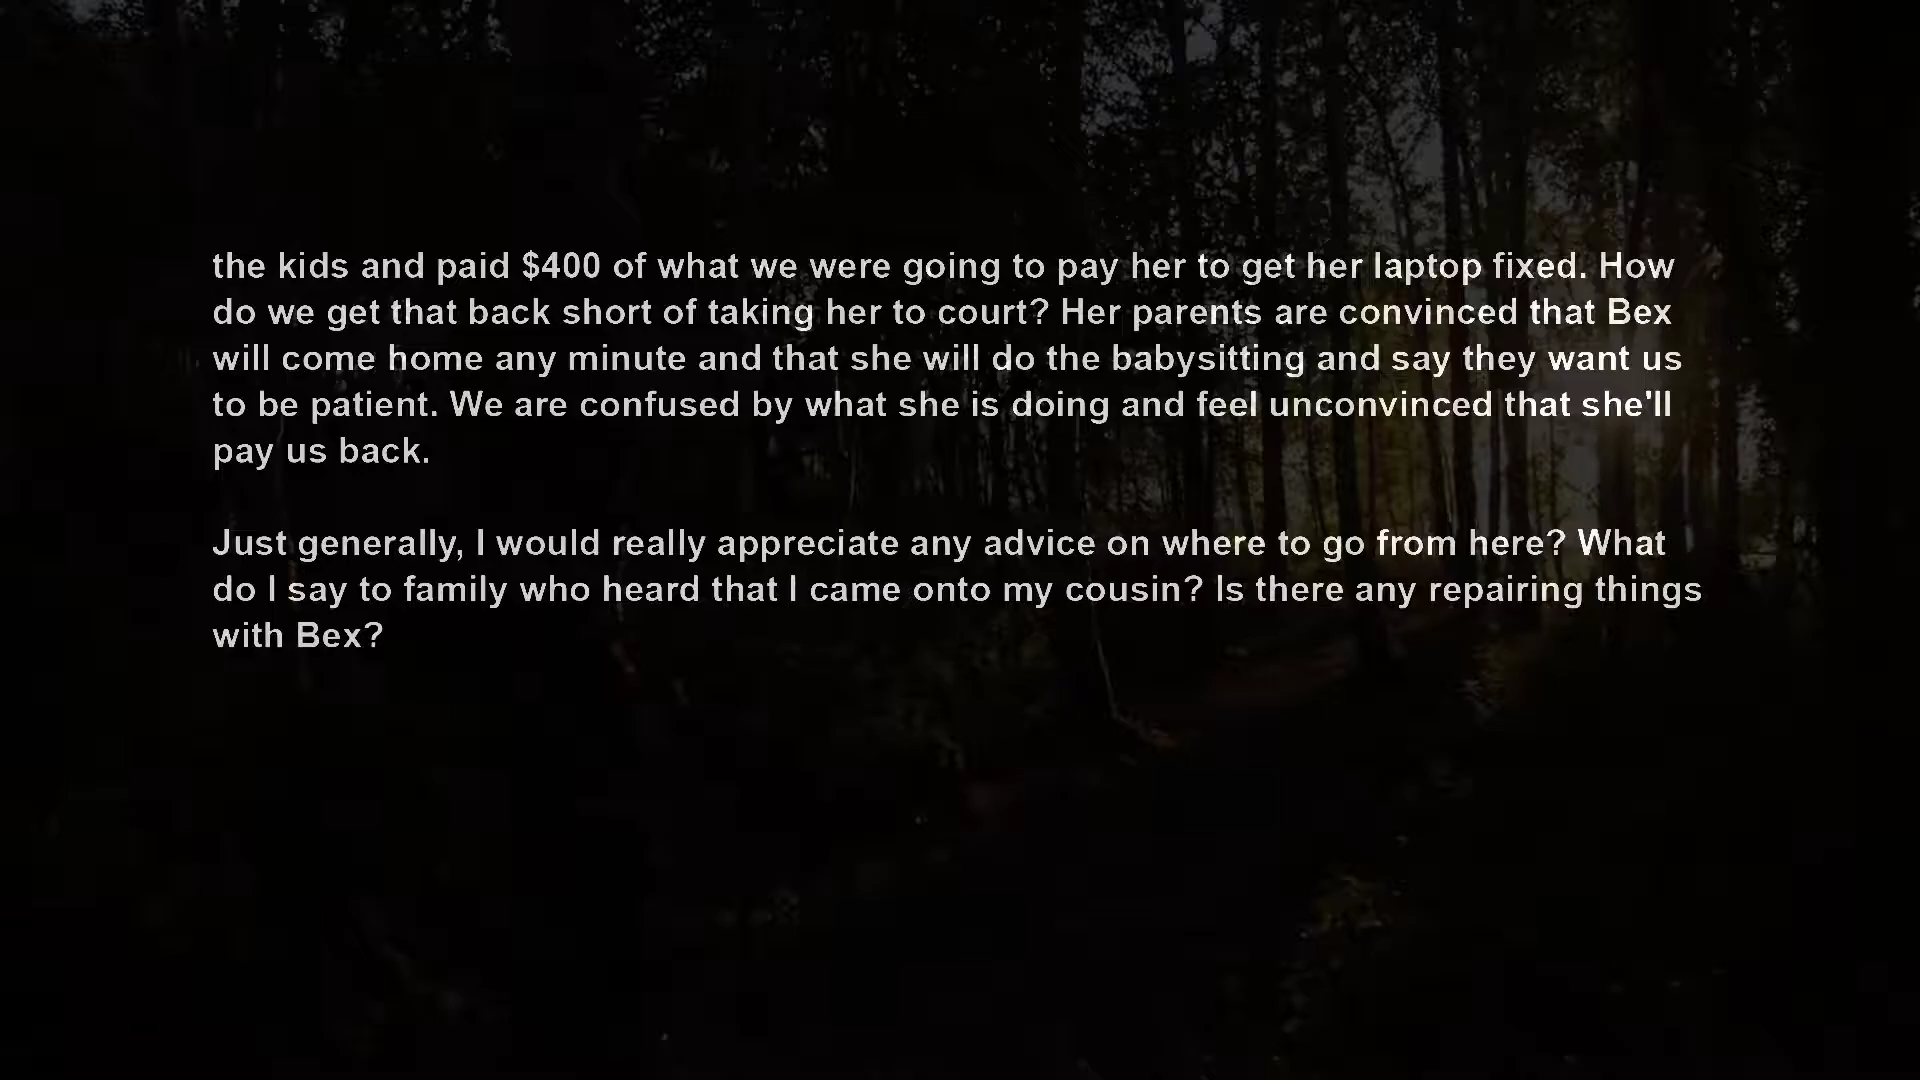 the kids and paid $400 of what we were going to pay her to get her laptop fixed. How
do we get that back short of taking her to court? Her parents are convinced that Bex
will come home any minute and that she will do the babysitting and say they want us
to be patient. We are confused by what she is doing and feel unconvinced that she'll
pay us back.
Just generally, I would really appreciate any advice on where to go from here? What
do I say to family who heard that I came onto my cousin? Is there any repairing things
with Bex?